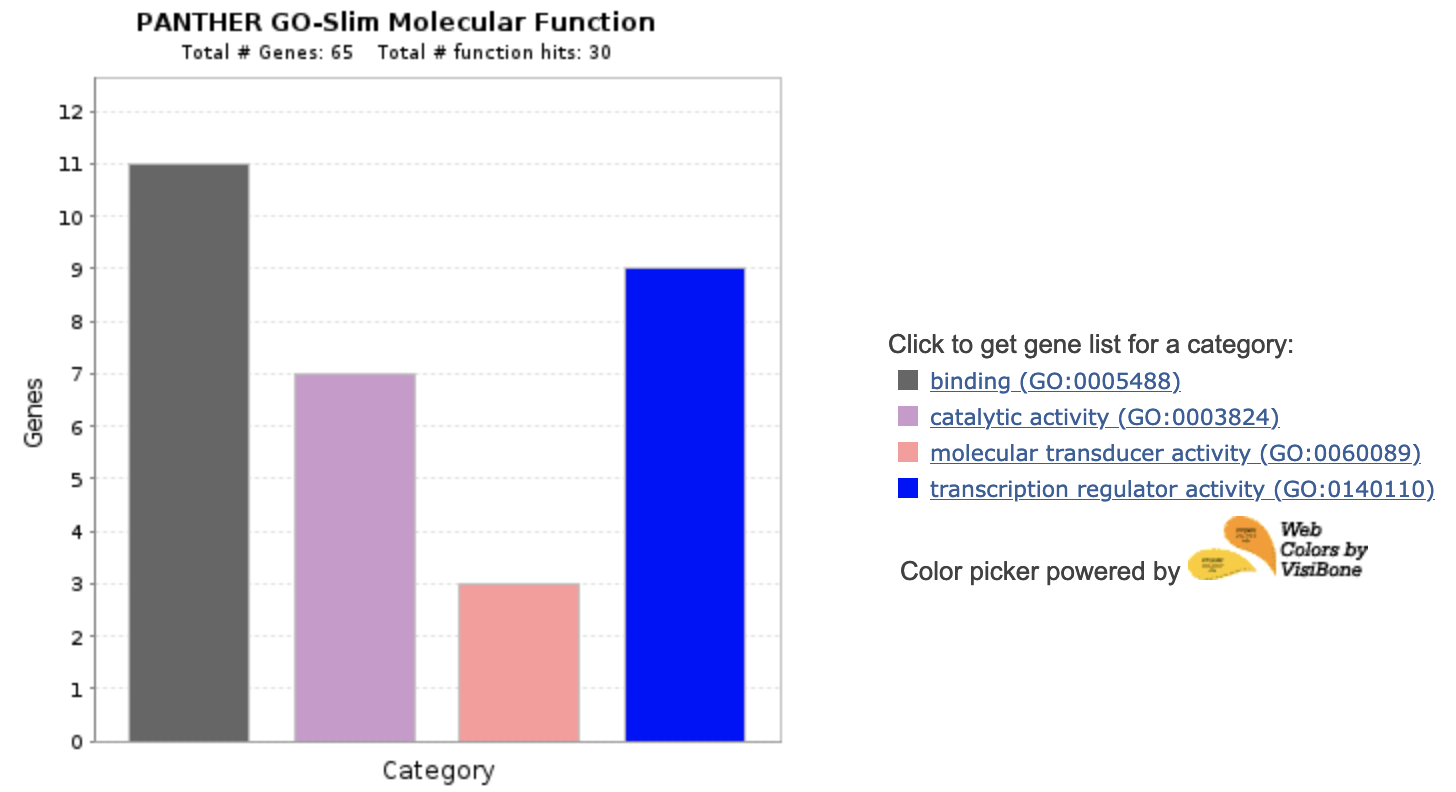 PANTHER GO-Slim Molecular Function
Total # Genes: 65 Total # function hits: 30
12
11
10
9
8
7
6
5
4
3
2
1
0
Genes
Category
Click to get gene list for a category:
binding (GO:0005488)
catalytic activity (GO:0003824)
molecular transducer activity (GO:0060089)
transcription regulator activity (GO:0140110)
Color picker powered by
Web
Colors by
VisiBone